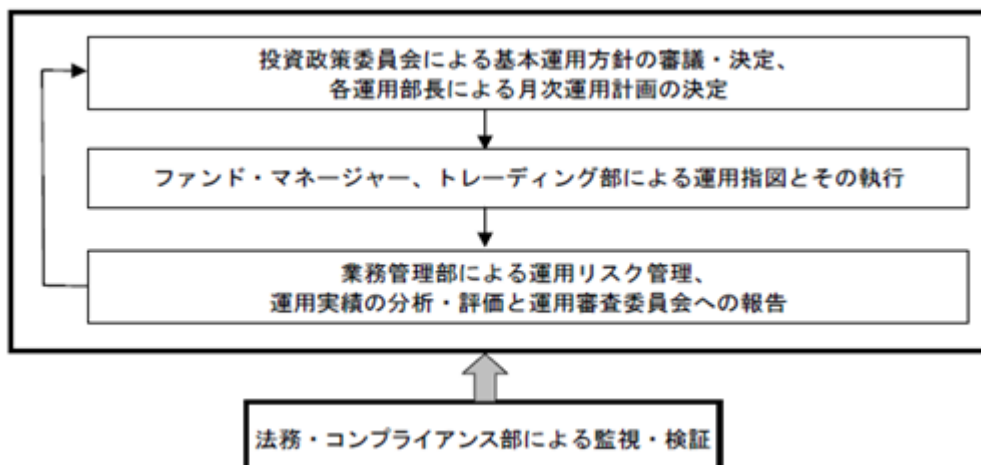 投資政策委員会による基本運用方針の審議・決定、
各運用部長による月次運用計画の決定
ファンド・マネージャー、トレーディング部による運用指図とその執行
業務管理部による運用リスク管理、
運用実績の分析・評価と運用審査委員会への報告
法務・コンプライアンス部による監視・検証